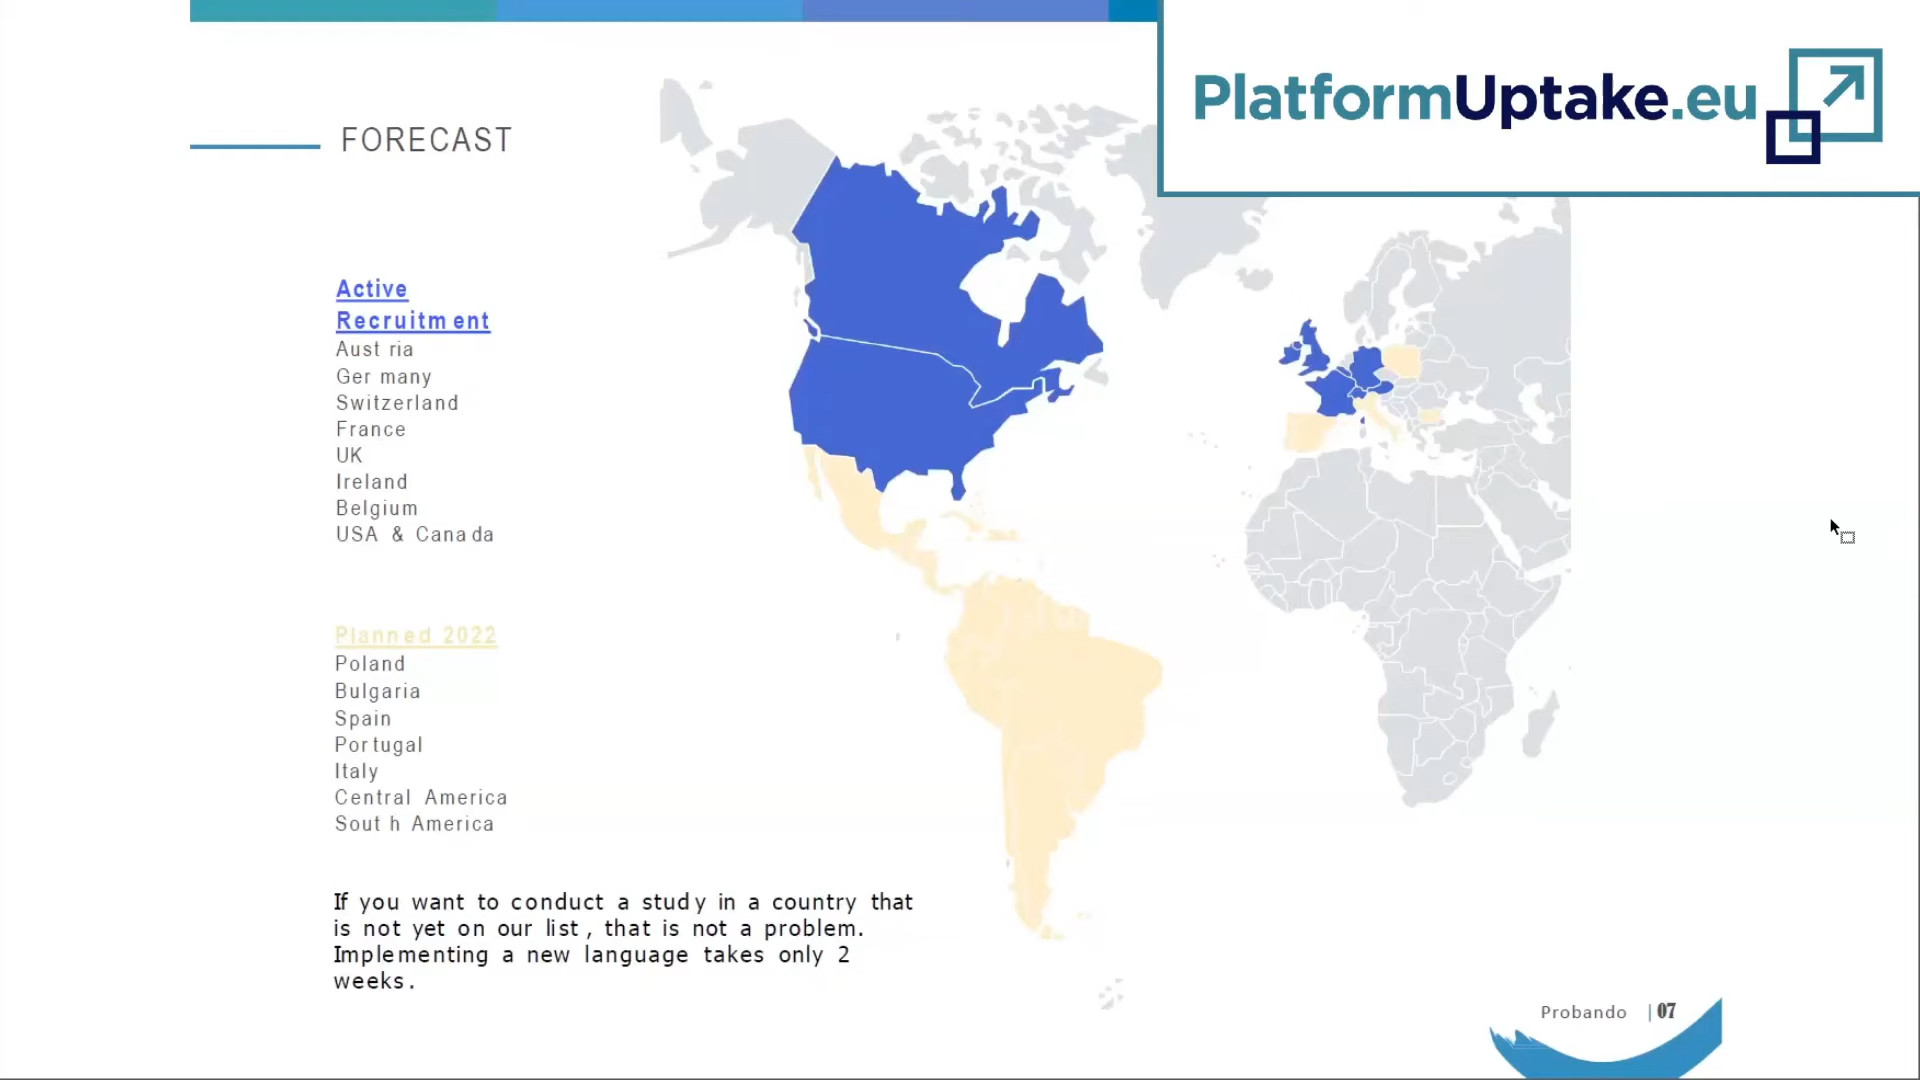 PlatformUptake.eu
FORECAST
Active
Recruitment
Austria
Germany
Switzerland
France
UK
Ireland
Belgium
USA & Canada
Planned 2022
Poland
Bulgaria
Spain
Portugal
Italy
Central America
South America
If you want to conduct a study in a country that
is not yet on our list, that is not a problem.
Implementing a new language takes only 2
weeks.
Probando | 07